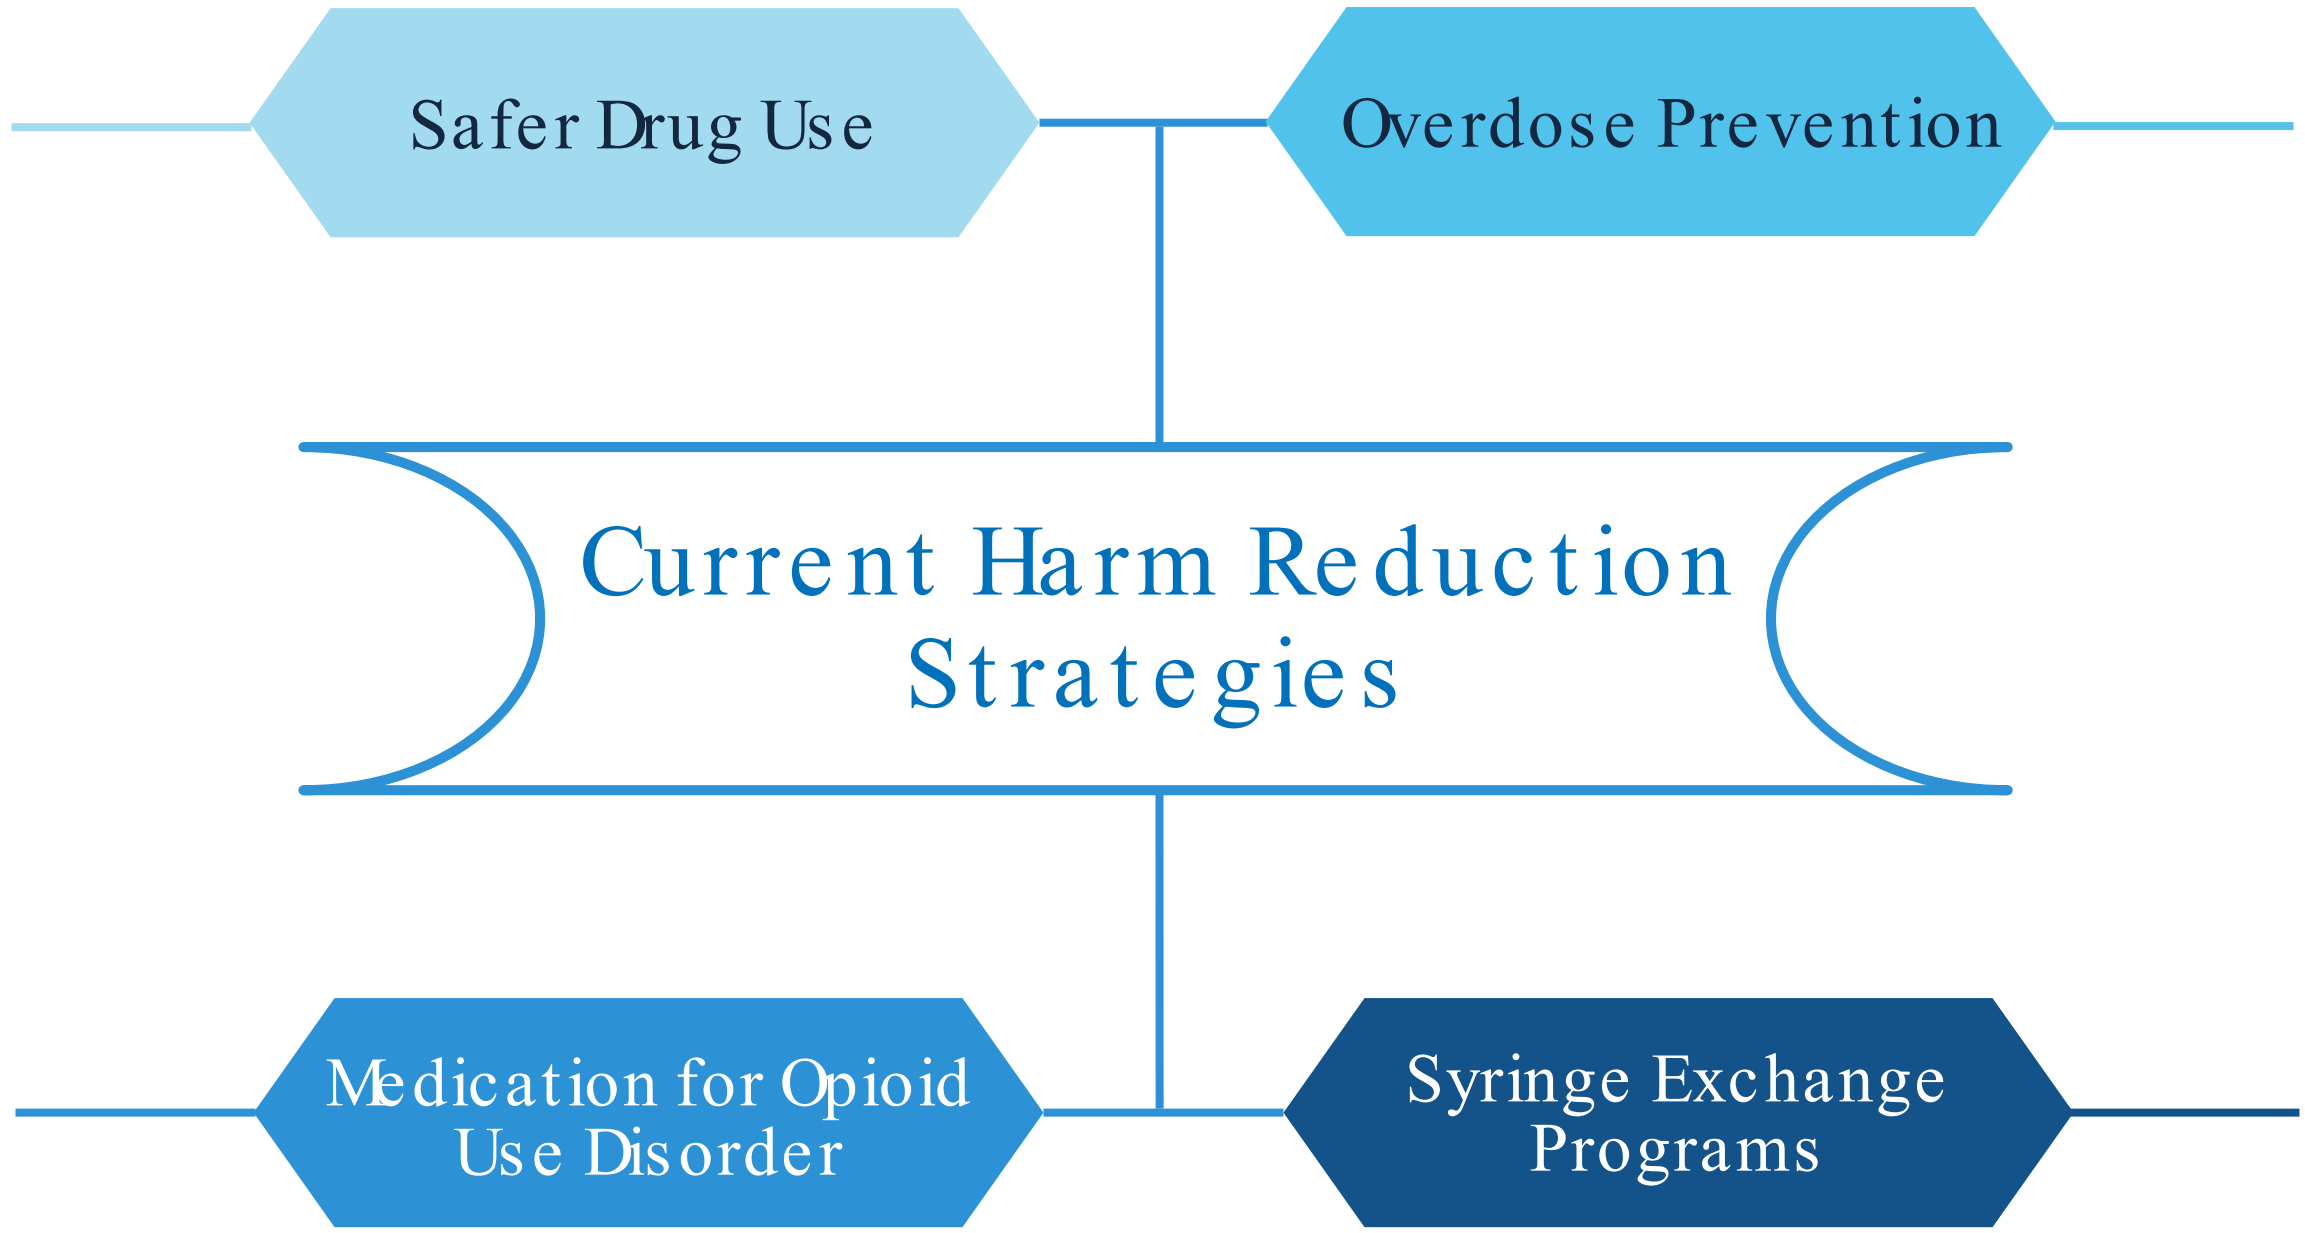 Safer Drug Use
Overdose Prevention
Current Harm Reduction
Strategies
Medication for Opioid
Use Disorder
Syringe Exchange
Programs